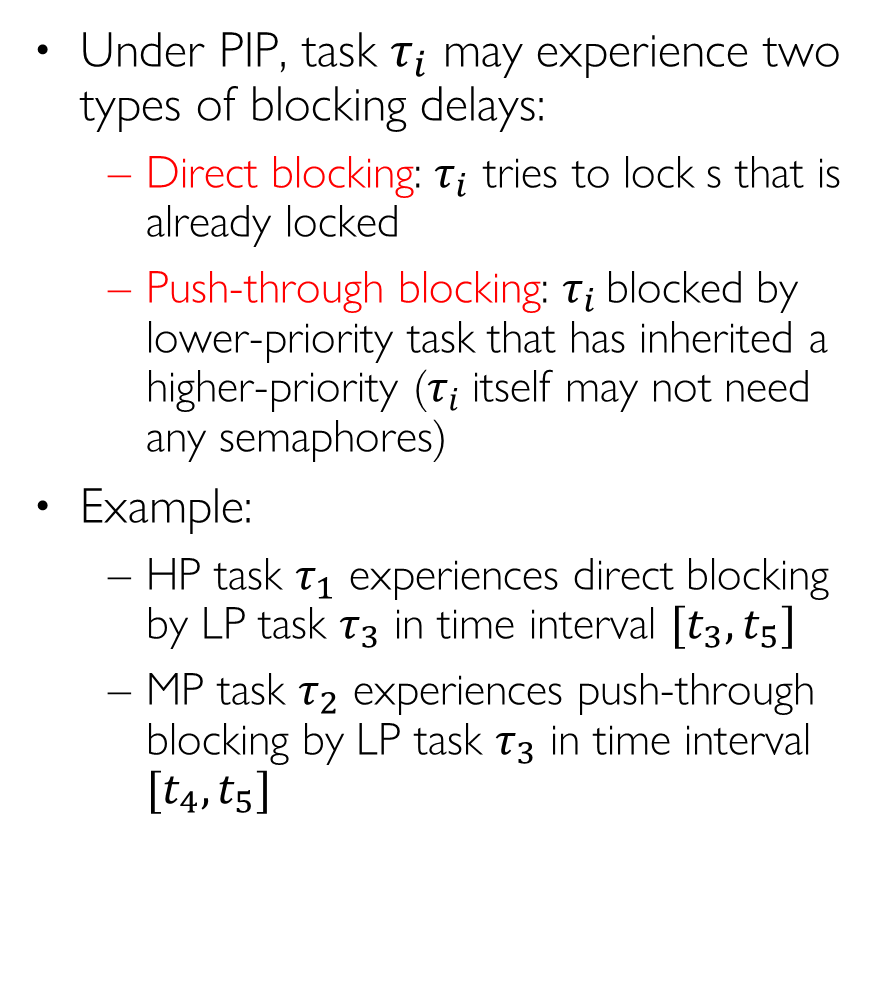 • Under PIP, task τᵢ may experience two
types of blocking delays:
– Direct blocking: τᵢ tries to lock s that is
already locked
– Push-through blocking: τᵢ blocked by
lower-priority task that has inherited a
higher-priority (τᵢ itself may not need
any semaphores)
• Example:
– HP task τ₁ experiences direct blocking
by LP task τ₃ in time interval [t₃, t₅]
– MP task τ₂ experiences push-through
blocking by LP task τ₃ in time interval
[t₄, t₅]